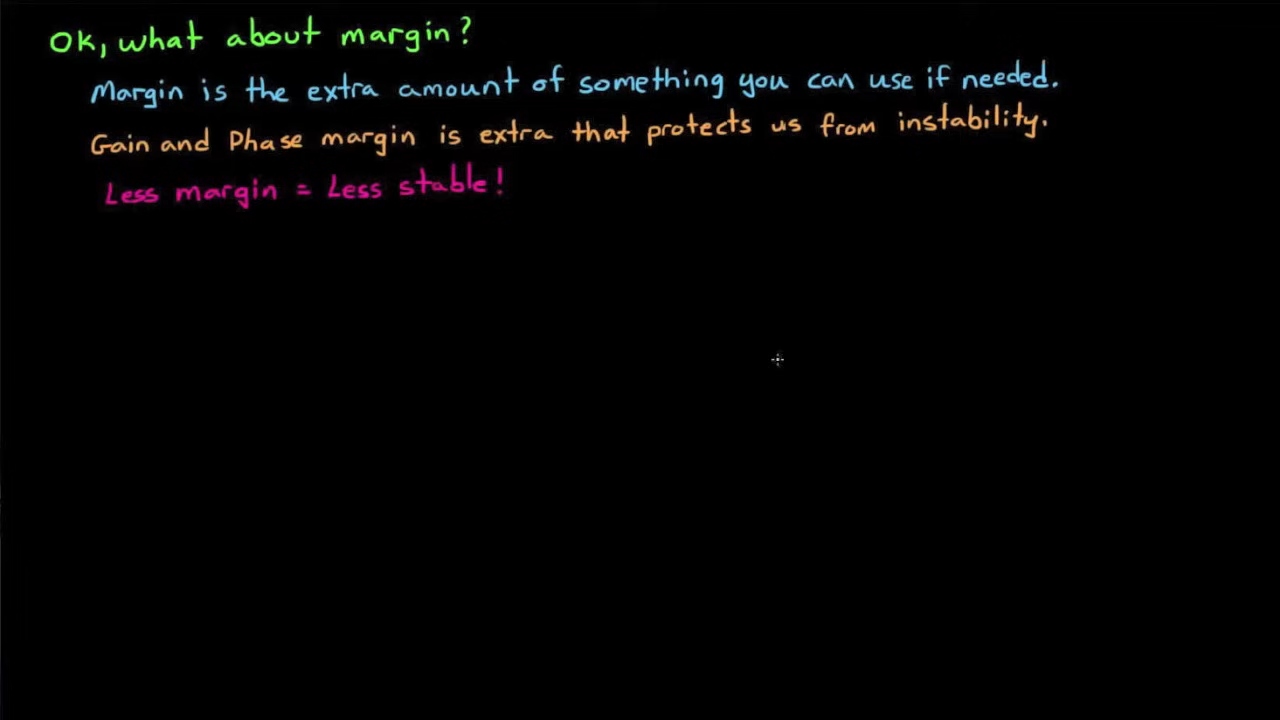 Ok, what about margin?
Margin is the extra amount of something you can use if needed.
Gain and Phase margin is extra that protects us from instability.
Less margin = Less stable!